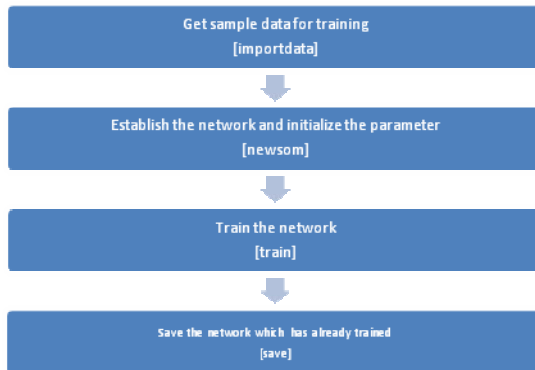 Get sample data for training
[importdata]
Establish the network and initialize the parameter
[newsom]
Train the network
[train]
Save the network which has already trained
[save]